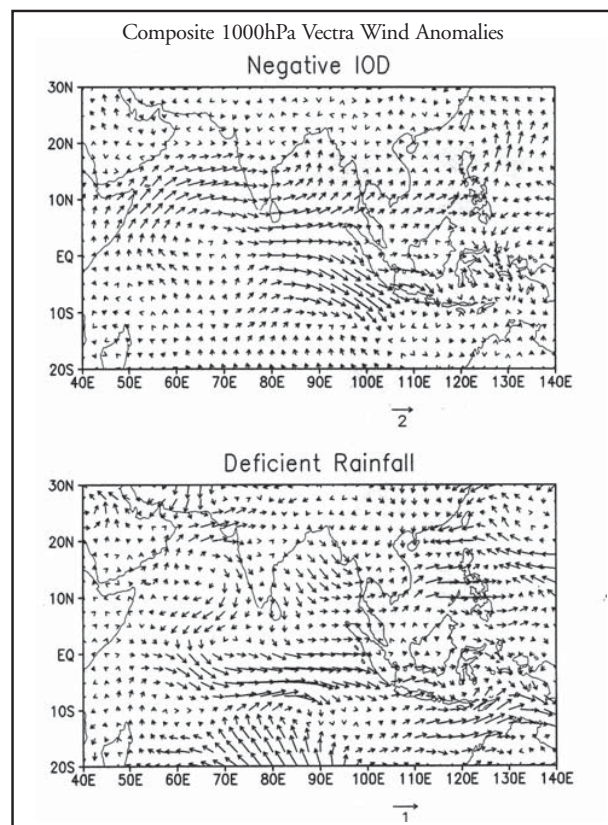 Composite 1000hPa Vectra Wind Anomalies
Negative IOD
30N
20N
10N
EQ
10S
20S
40E 50E 60E 70E 80E 90E 100E 110E 120E 130E 140E
2
Deficient Rainfall
30N
20N
10N
EQ
10S
20S
40E 50E 60E 70E 80E 90E 100E 110E 120E 130E 140E
1